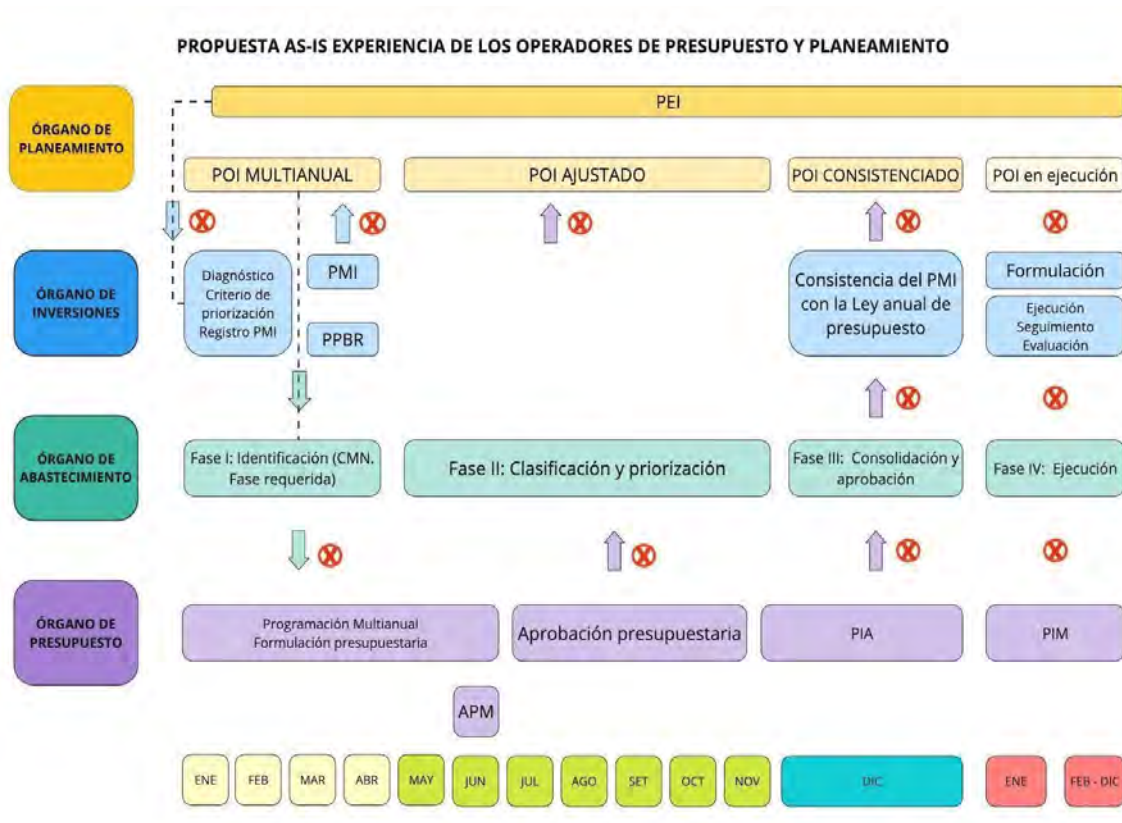 PROPUESTA AS-IS EXPERIENCIA DE LOS OPERADORES DE PRESUPUESTO Y PLANEAMIENTO
ÓRGANO DE
PLANEAMIENTO
PEI
POI MULTIANUAL
POI AJUSTADO
POI CONSISTENCIADO
POI en ejecución
ÓRGANO DE
INVERSIONES
Diagnóstico
Criterio de
priorización
Registro PMI
PMI
PPBR
Consistencia del PMI
con la Ley anual de
presupuesto
Formulación
Ejecución
Seguimiento
Evaluación
ÓRGANO DE
ABASTECIMIENTO
Fase I: Identificación (CMN.
Fase requerida)
Fase II: Clasificación y priorización
Fase III: Consolidación y
aprobación
Fase IV: Ejecución
ÓRGANO DE
PRESUPUESTO
Programación Multianual
Formulación presupuestaria
Aprobación presupuestaria
PIA
PIM
APM
ENE
FEB
MAR
ABR
MAY
JUN
JUL
AGO
SET
OCT
NOV
DIC
ENE
FEB - DIC